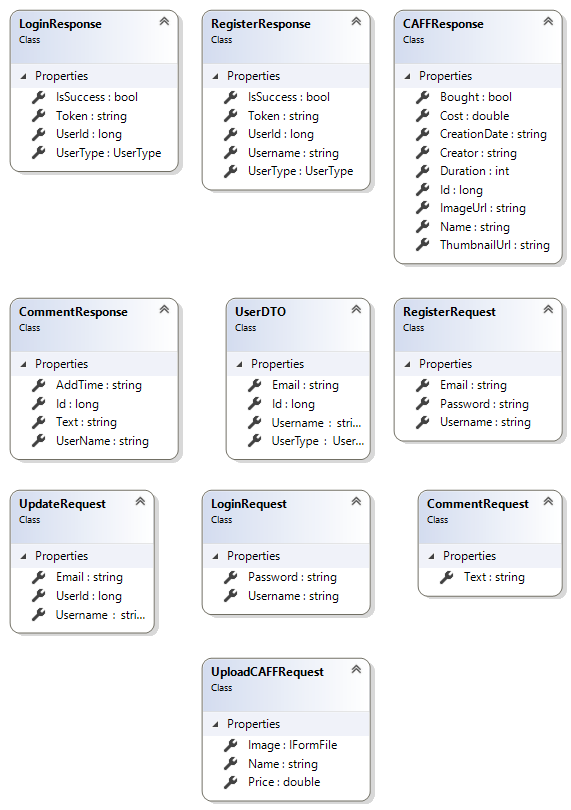 LoginResponse
Class
Properties
IsSuccess : bool
Token : string
UserId : long
UserType : UserType
RegisterResponse
Class
Properties
IsSuccess : bool
Token : string
UserId : long
Username : string
UserType : UserType
CAFFResponse
Class
Properties
Bought : bool
Cost : double
CreationDate : string
Creator : string
Duration : int
Id : long
ImageUrl : string
Name : string
ThumbnailUrl : string
CommentResponse
Class
Properties
AddTime : string
Id : long
Text : string
UserName : string
UserDTO
Class
Properties
Email : string
Id : long
Username : stri...
UserType : User...
RegisterRequest
Class
Properties
Email : string
Password : string
Username : string
UpdateRequest
Class
Properties
Email : string
UserId : long
Username : stri...
LoginRequest
Class
Properties
Password : string
Username : string
CommentRequest
Class
Properties
Text : string
UploadCAFFRequest
Class
Properties
Image : IFormFile
Name : string
Price : double